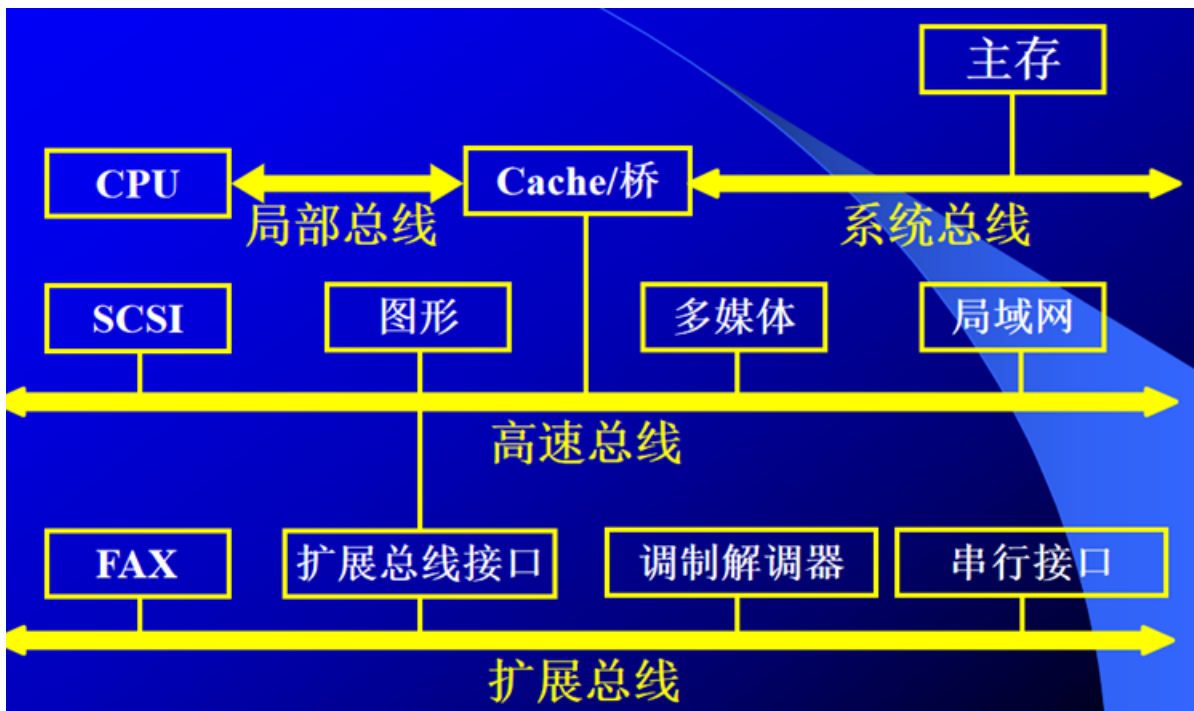 主存
CPU
Cache/桥
局部总线
系统总线
SCSI
图形
多媒体
局域网
高速总线
FAX
扩展总线接口
调制解调器
串行接口
扩展总线